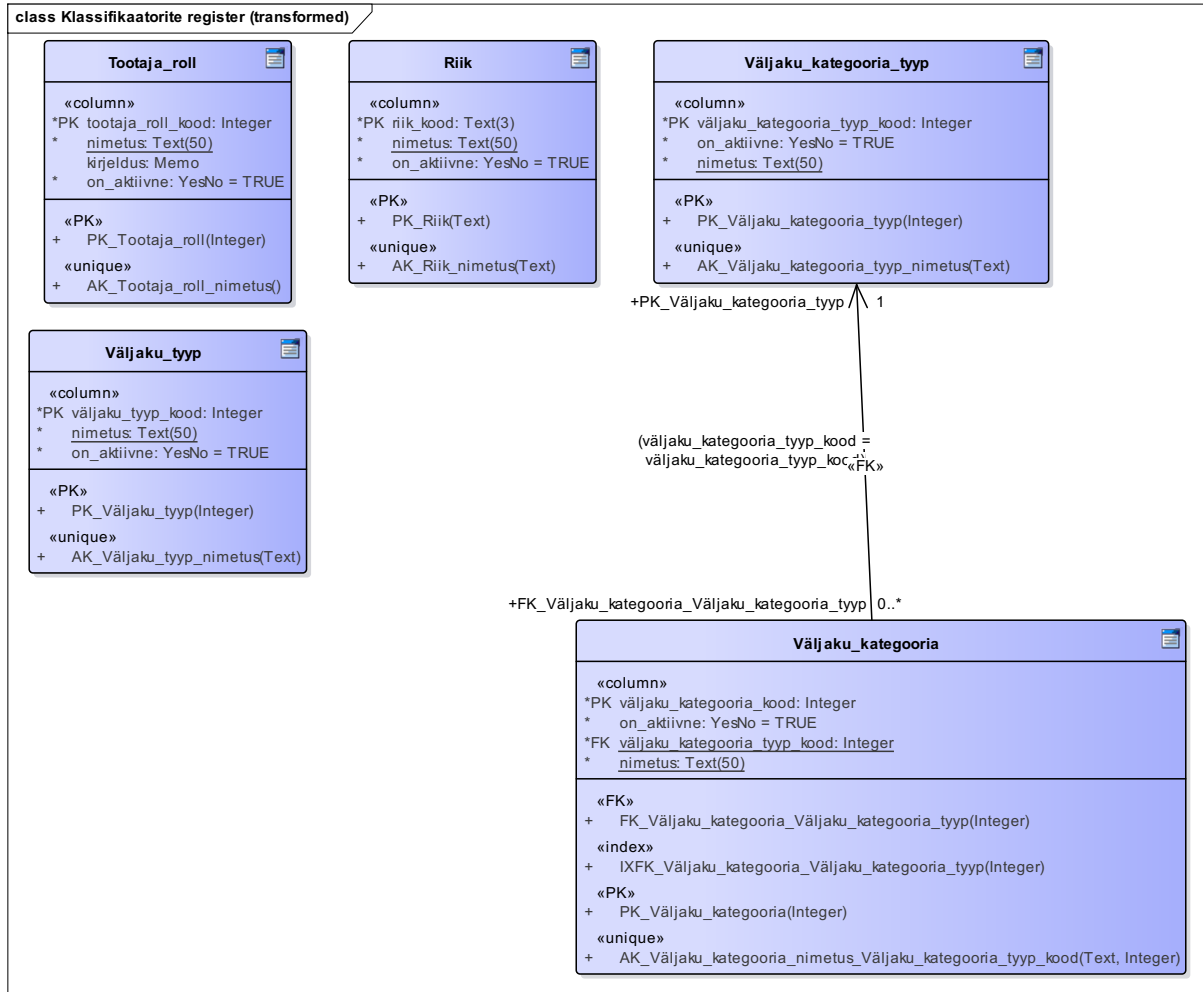 class Klassifikaatorite register (transformed)
Tootaja_roll
«column»
*PK tootaja_roll_kood: Integer
* nimetus: Text(50)
kirjeldus: Memo
* on_aktiivne: YesNo = TRUE
«PK»
+ PK_Tootaja_roll(Integer)
«unique»
+ AK_Tootaja_roll_nimetus()
Riik
«column»
*PK riik_kood: Text(3)
* nimetus: Text(50)
* on_aktiivne: YesNo = TRUE
«PK»
+ PK_Riik(Text)
«unique»
+ AK_Riik_nimetus(Text)
Väljaku_kategooria_tyyp
«column»
*PK väljaku_kategooria_tyyp_kood: Integer
* on_aktiivne: YesNo = TRUE
* nimetus: Text(50)
«PK»
+ PK_Väljaku_kategooria_tyyp(Integer)
«unique»
+ AK_Väljaku_kategooria_tyyp_nimetus(Text)
+PK_Väljaku_kategooria_tyyp 1
Väljaku_tyyp
«column»
*PK väljaku_tyyp_kood: Integer
* nimetus: Text(50)
* on_aktiivne: YesNo = TRUE
«PK»
+ PK_Väljaku_tyyp(Integer)
«unique»
+ AK_Väljaku_tyyp_nimetus(Text)
(väljaku_kategooria_tyyp_kood =
väljaku_kategooria_tyyp_kood)
«FK»
+FK_Väljaku_kategooria_Väljaku_kategooria_tyyp 0..*
Väljaku_kategooria
«column»
*PK väljaku_kategooria_kood: Integer
* on_aktiivne: YesNo = TRUE
*FK väljaku_kategooria_tyyp_kood: Integer
* nimetus: Text(50)
«FK»
+ FK_Väljaku_kategooria_Väljaku_kategooria_tyyp(Integer)
«index»
+ IXFK_Väljaku_kategooria_Väljaku_kategooria_tyyp(Integer)
«PK»
+ PK_Väljaku_kategooria(Integer)
«unique»
+ AK_Väljaku_kategooria_nimetus_Väljaku_kategooria_tyyp_kood(Text, Integer)